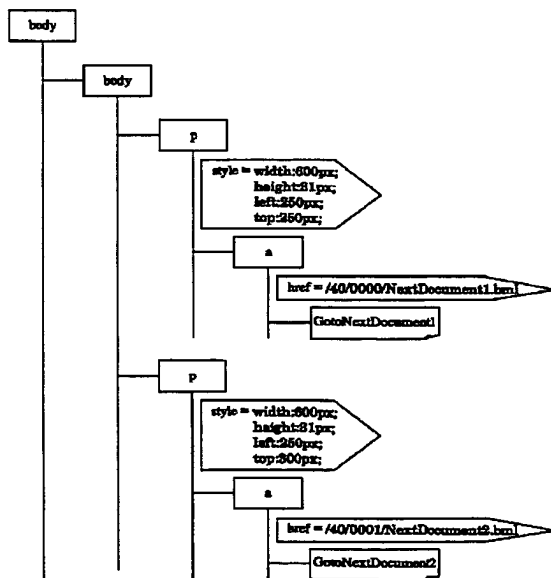 body
body
p
style = width:600px;
height:31px;
left:250px;
top:250px;
a
href = /40/0000/NextDocument1.bml
GotoNextDocument1
p
style = width:600px;
height:31px;
left:250px;
top:300px;
a
href = /40/0001/NextDocument2.bml
GotoNextDocument2